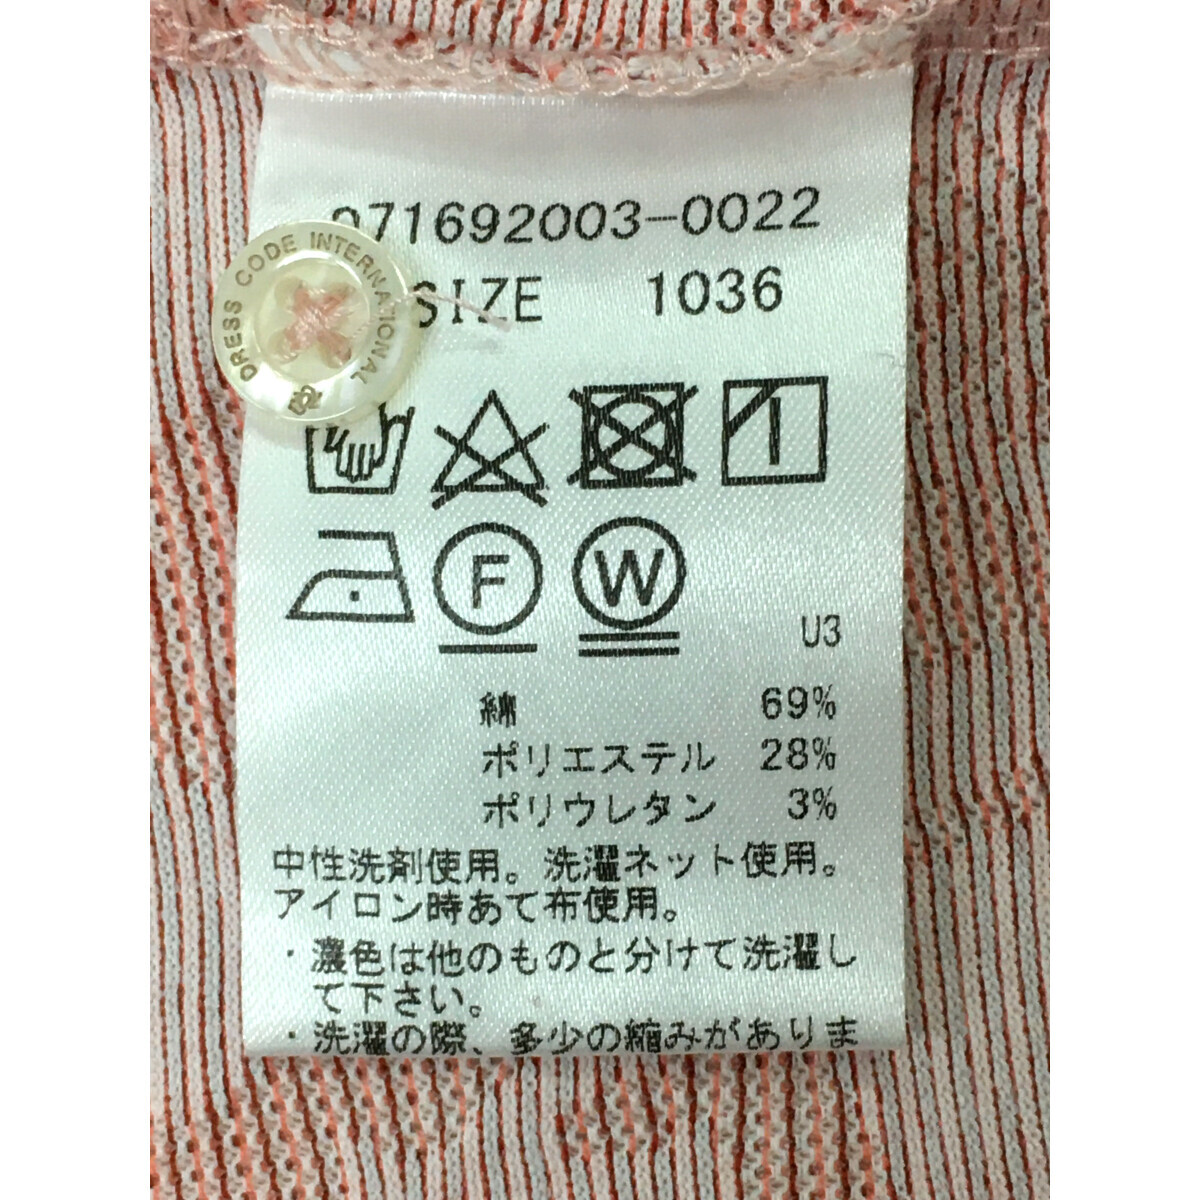 071692003-0022
DRESS CODE INTERNATIONAL
SIZE 1036
F W
U3
綿 69%
ポリエステル 28%
ポリウレタン 3%
中性洗剤使用。洗濯ネット使用。
アイロン時あて布使用。
・濃色は他のものと分けて洗濯し
て下さい。
・洗濯の際、多少の縮みがありま